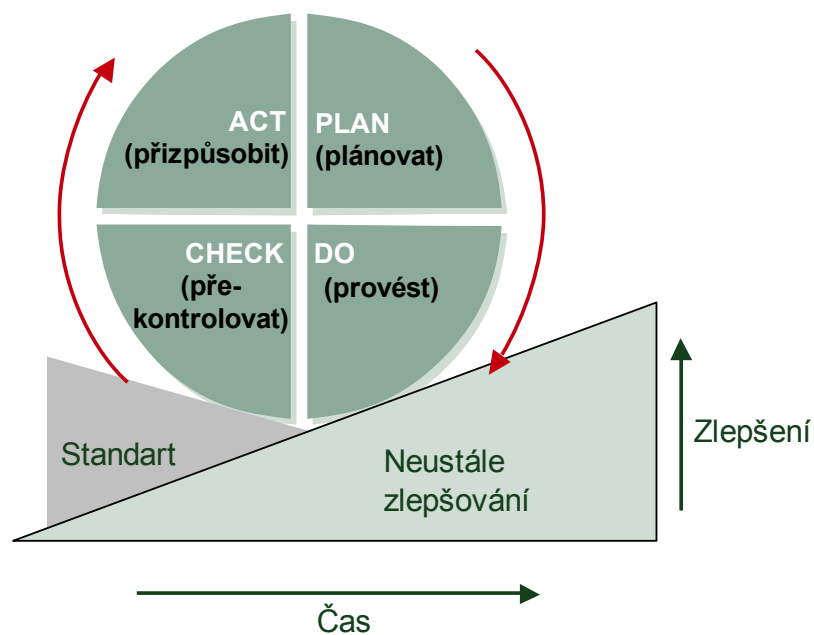 ACT
(přizpůsobit)
PLAN
(plánovat)
CHECK
(pře-
kontrolovat)
DO
(provést)
Standart
Neustále
zlepšování
Zlepšení
Čas